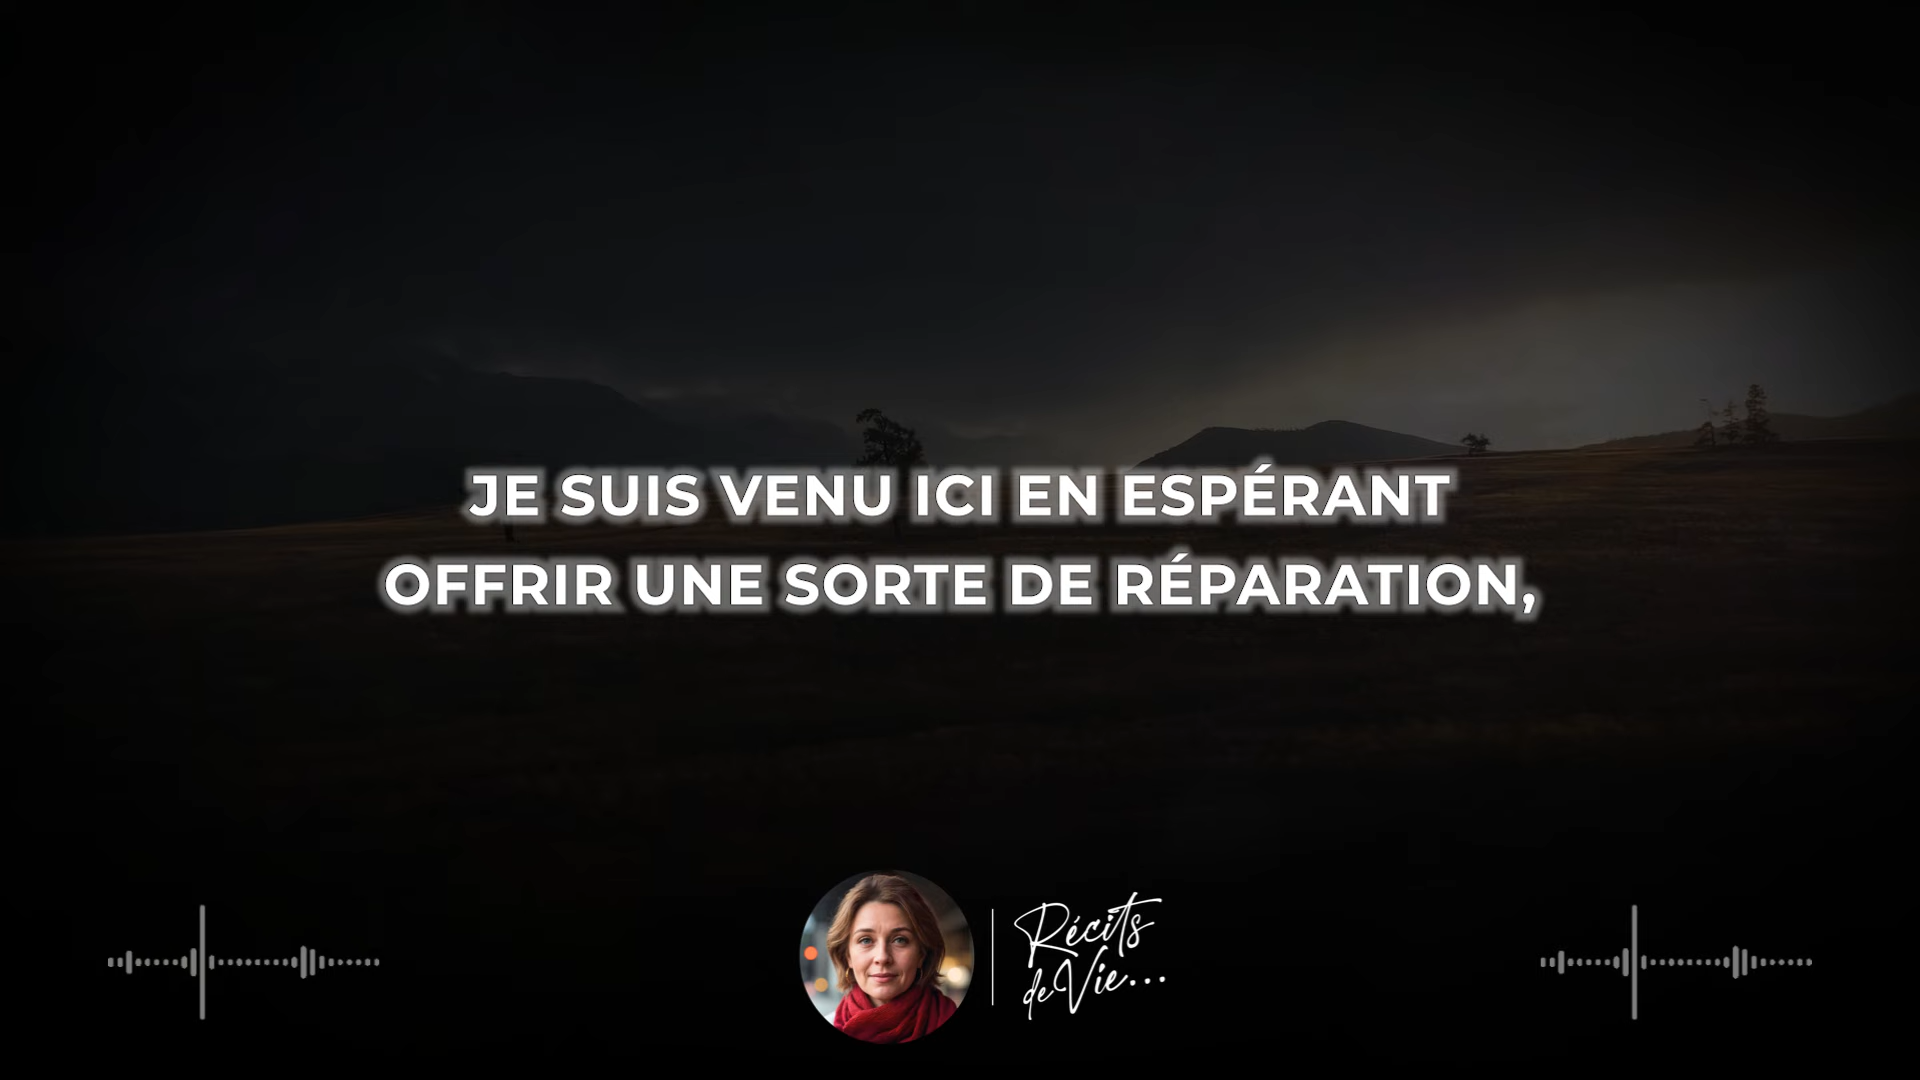 JE SUIS VENU ICI EN ESPÉRANT
OFFRIR UNE SORTE DE RÉPARATION,
Récits
de Vie...